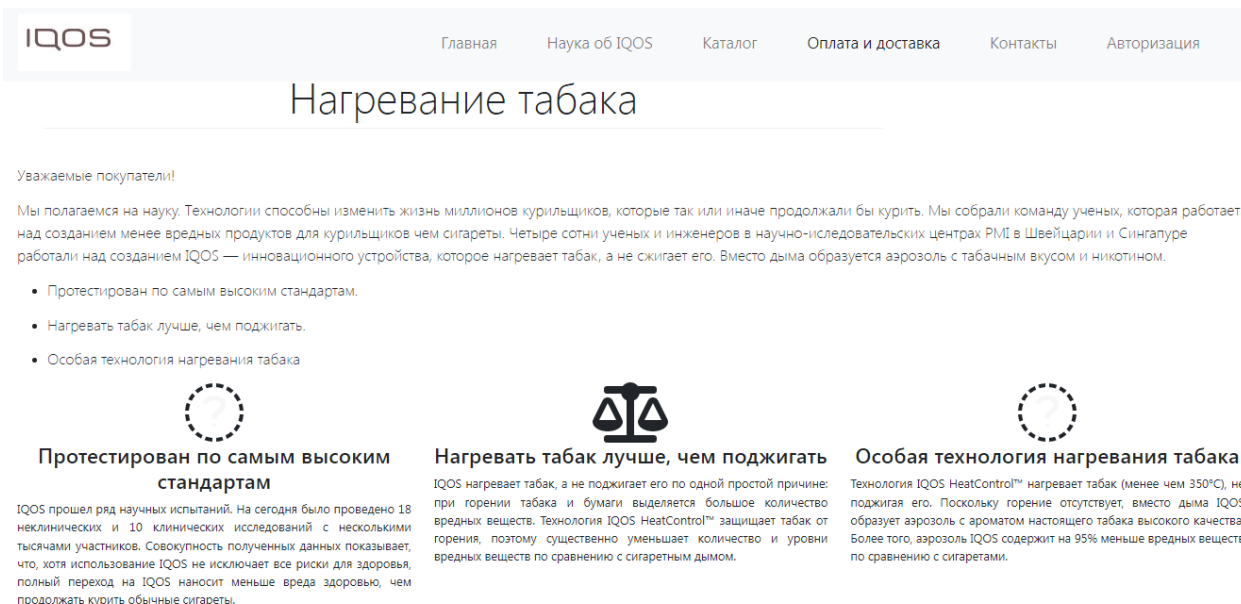 IQOS
Главная Наука об IQOS Каталог Оплата и доставка Контакты Авторизация
Нагревание табака
Уважаемые покупатели!
Мы полагаемся на науку. Технологии способны изменить жизнь миллионов курильщиков, которые так или иначе продолжали бы курить. Мы собрали команду ученых, которая работает
над созданием менее вредных продуктов для курильщиков чем сигареты. Четыре сотни ученых и инженеров в научно-иследовательских центрах PMI в Швейцарии и Сингапуре
работали над созданием IQOS — инновационного устройства, которое нагревает табак, а не сжигает его. Вместо дыма образуется аэрозоль с табачным вкусом и никотином.
• Протестирован по самым высоким стандартам.
• Нагревать табак лучше, чем поджигать.
• Особая технология нагревания табака
?
Протестирован по самым высоким
стандартам
IQOS прошел ряд научных испытаний. На сегодня было проведено 18
неклинических и 10 клинических исследований с несколькими
тысячами участников. Совокупность полученных данных показывает,
что, хотя использование IQOS не исключает все риски для здоровья,
полный переход на IQOS наносит меньше вреда здоровью, чем
продолжать курить обычные сигареты.
Нагревать табак лучше, чем поджигать
IQOS нагревает табак, а не поджигает его по одной простой причине:
при горении табака и бумаги выделяется большое количество
вредных веществ. Технология IQOS HeatControl™ защищает табак от
горения, поэтому существенно уменьшает количество и уровни
вредных веществ по сравнению с сигаретным дымом.
?
Особая технология нагревания табака
Технология IQOS HeatControl™ нагревает табак (менее чем 350°C), не
поджигая его. Поскольку горение отсутствует, вместо дыма IQOS
образует аэрозоль с ароматом настоящего табака высокого качества.
Более того, аэрозоль IQOS содержит на 95% меньше вредных веществ
по сравнению с сигаретами.